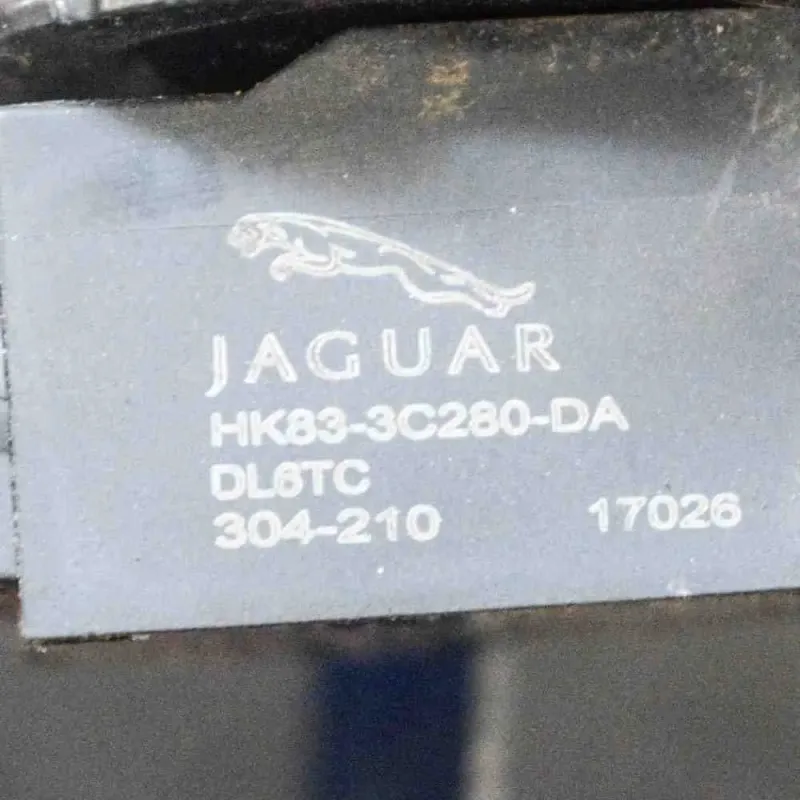 JAGUAR
HK83-3C280-DA
DL6TC
304-210 17026